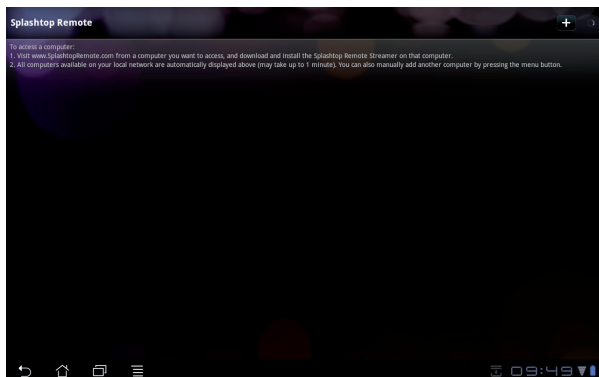 Splashtop Remote
To access a computer:
1. Visit www.SplashtopRemote.com from a computer you want to access, and download and install the Splashtop Remote Streamer on that computer.
2. All computers available on your local network are automatically displayed above (may take up to 1 minute). You can also manually add another computer by pressing the menu button.
09:49